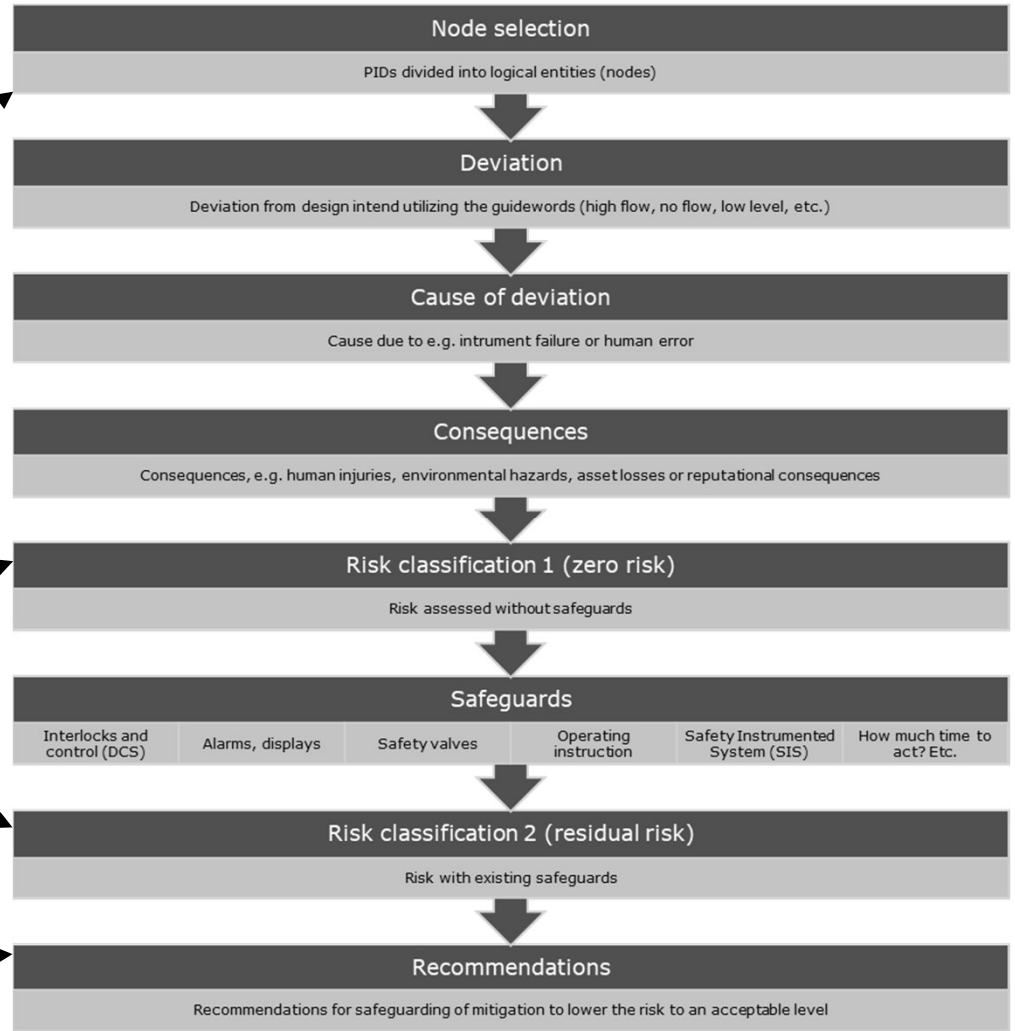 Node selection
PIDs divided into logical entities (nodes)
Deviation
Deviation from design intend utilizing the guidewords (high flow, no flow, low level, etc.)
Cause of deviation
Cause due to e.g. intrument failure or human error
Consequences
Consequences, e.g. human injuries, environmental hazards, asset losses or reputational consequences
Risk classification 1 (zero risk)
Risk assessed without safeguards
Safeguards
Interlocks and
control (DCS)
Alarms, displays
Safety valves
Operating
instruction
Safety Instrumented
System (SIS)
How much time to
act? Etc.
Risk classification 2 (residual risk)
Risk with existing safeguards
Recommendations
Recommendations for safeguarding of mitigation to lower the risk to an acceptable level